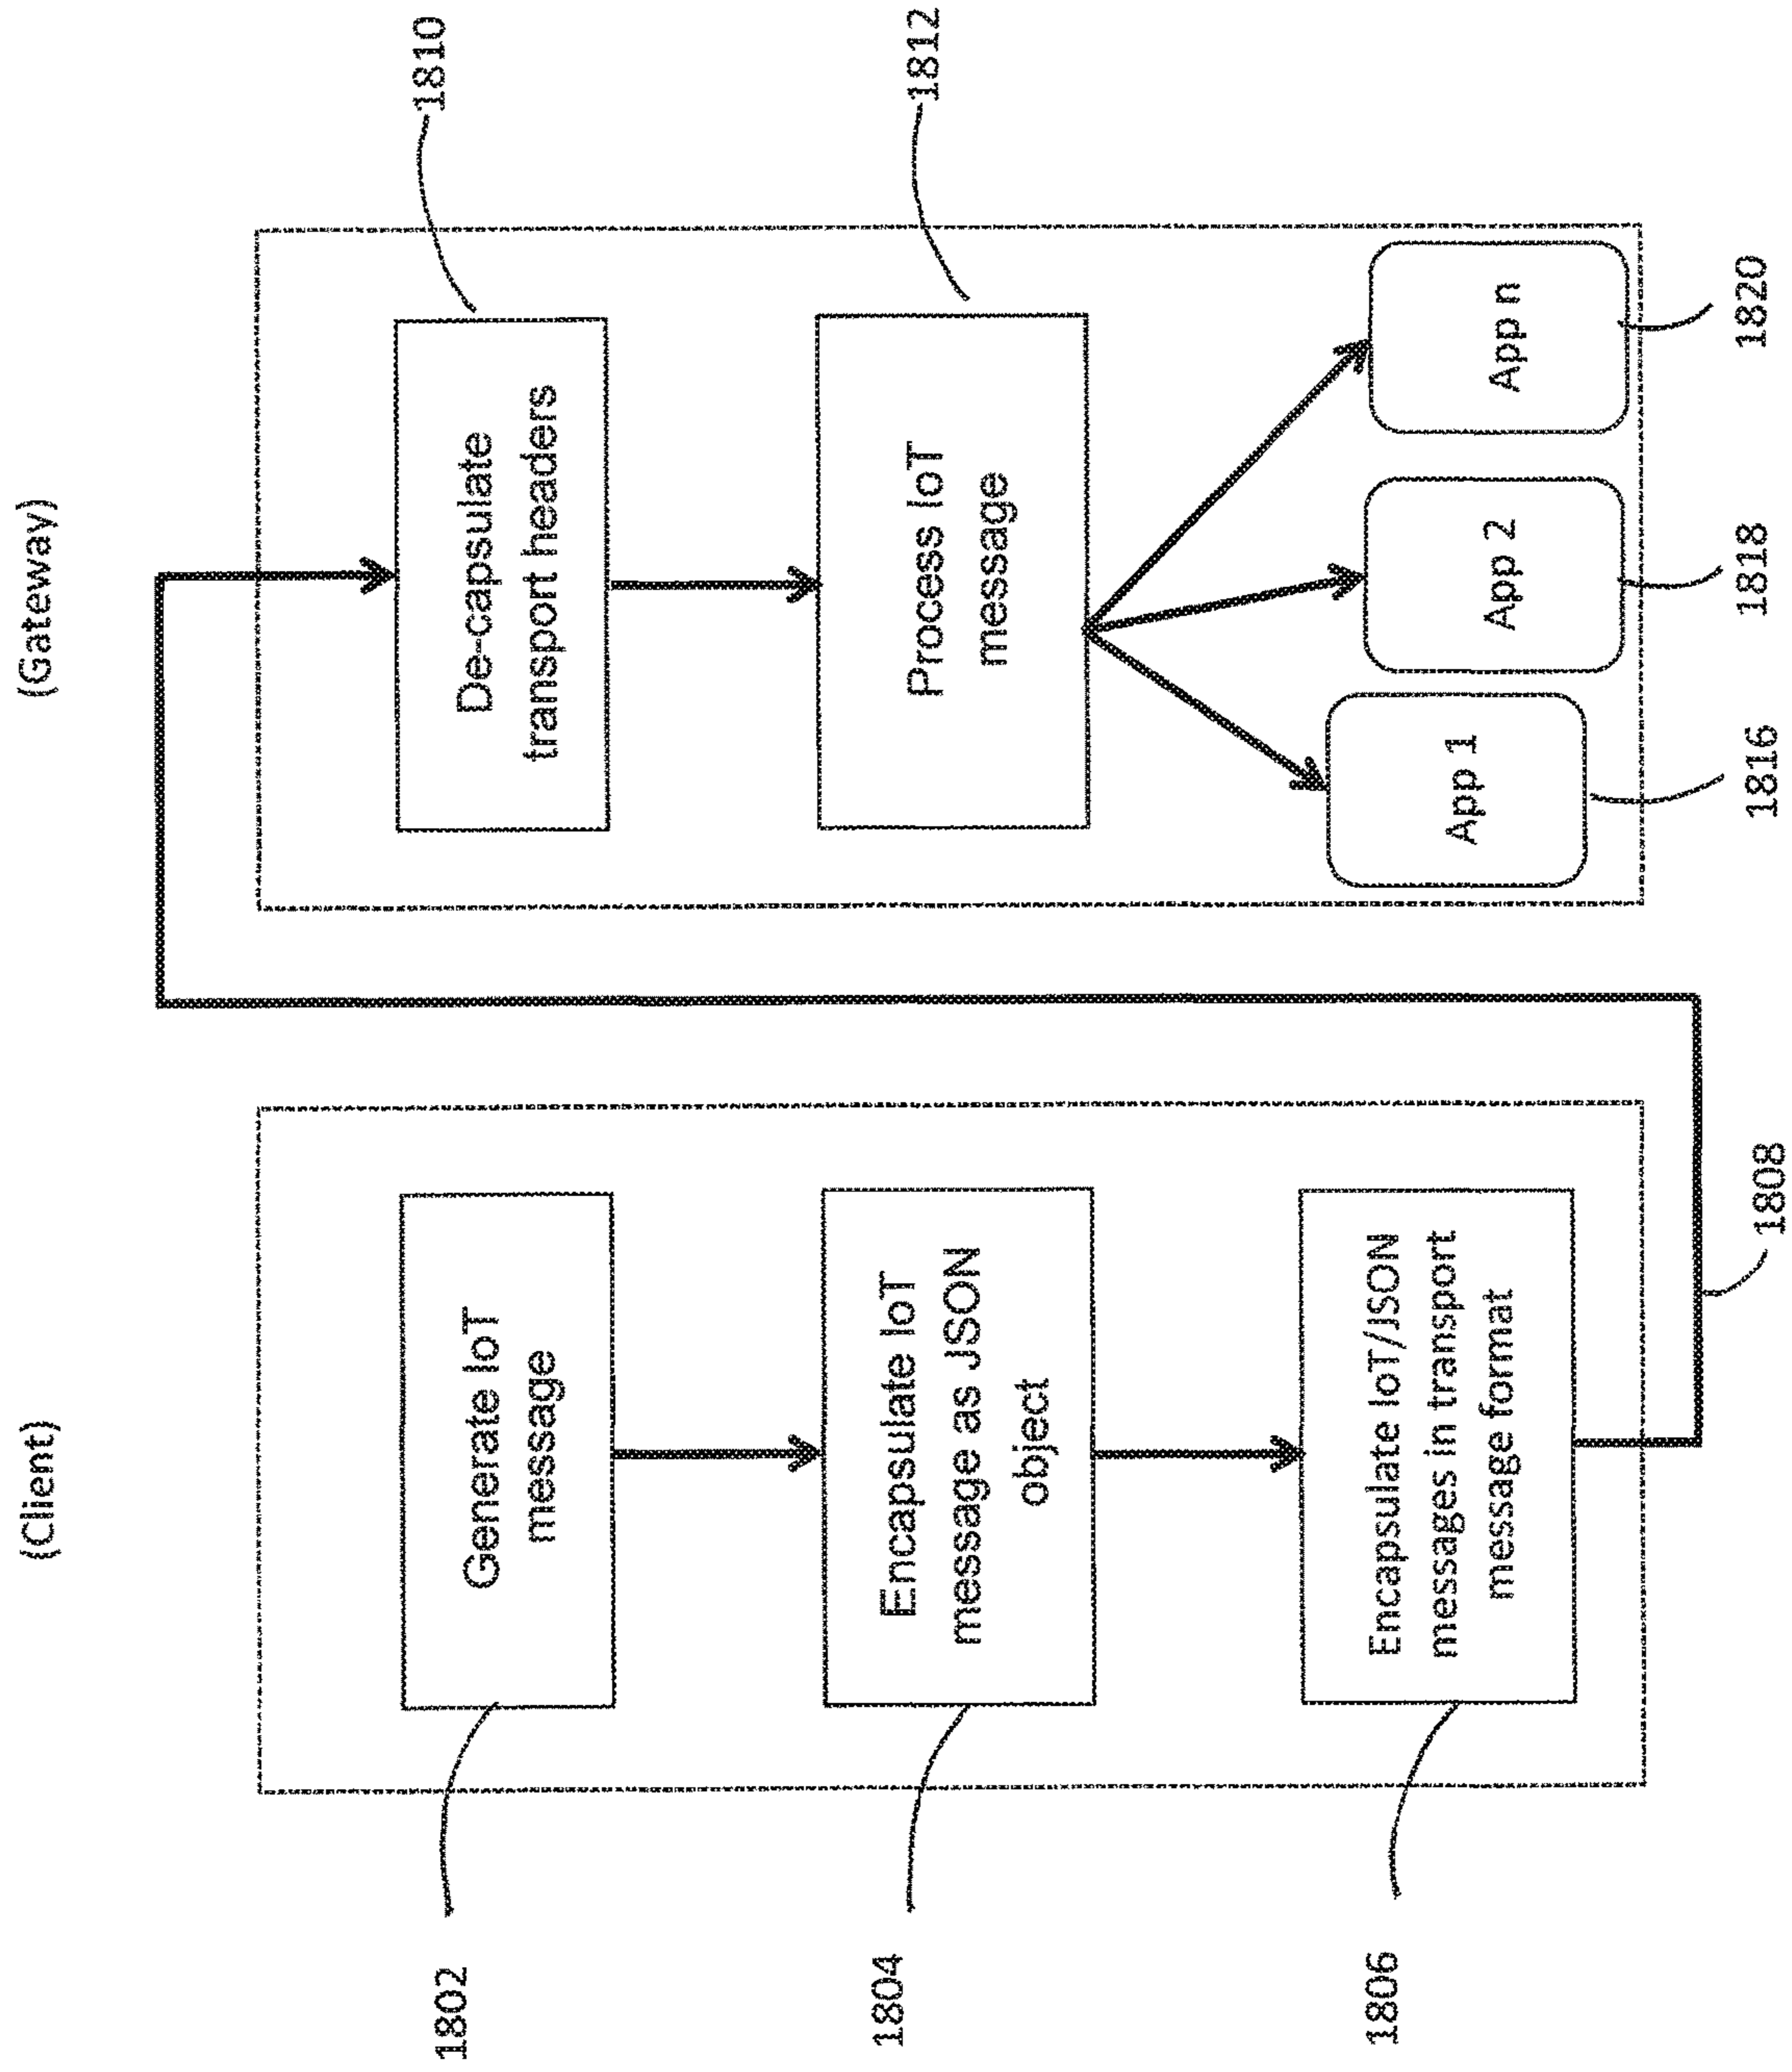 (Client)
1802
Generate IoT
message
1804
Encapsulate IoT
message as JSON
object
1806
Encapsulate IoT/JSON
messages in transport
message format
1808
(Gateway)
De-capsulate
transport headers
1810
Process IoT
message
1812
App 1
App 2
App n
1816
1818
1820